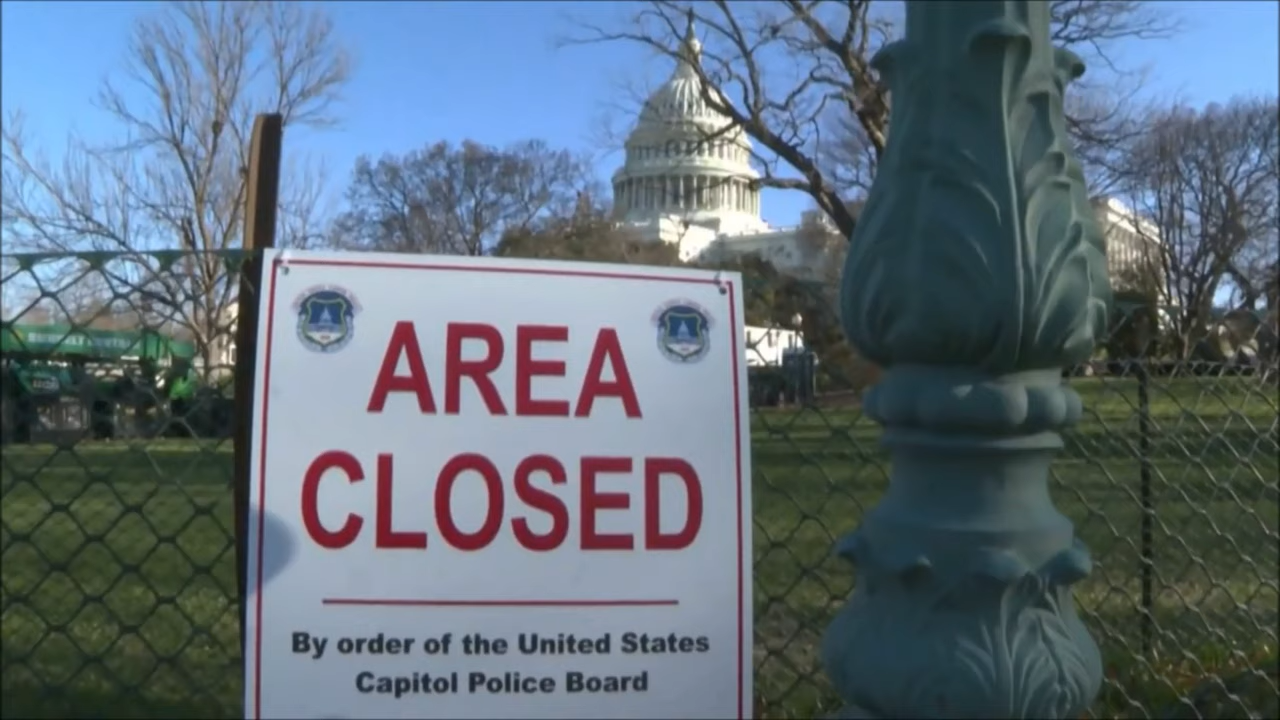 AREA
CLOSED
By order of the United States
Capitol Police Board